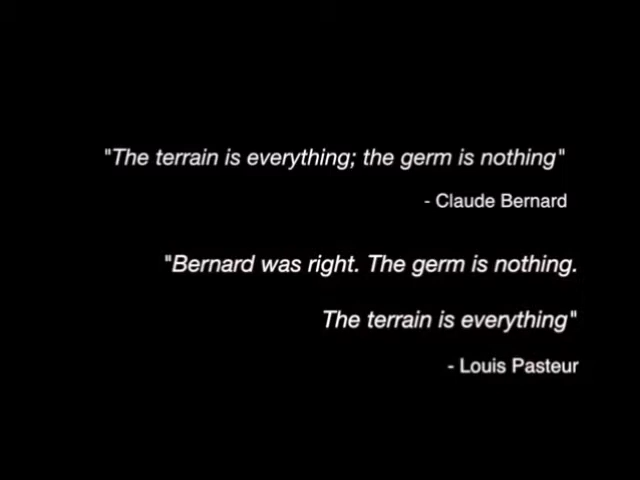 "The terrain is everything; the germ is nothing"
- Claude Bernard
"Bernard was right. The germ is nothing.
The terrain is everything"
- Louis Pasteur